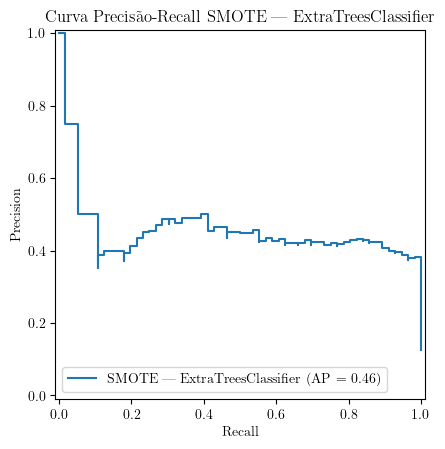 Curva Precisão-Recall SMOTE — ExtraTreesClassifier
1.0
0.8
0.6
0.4
0.2
0.0
Precision
SMOTE — ExtraTreesClassifier (AP = 0.46)
0.0 0.2 0.4 0.6 0.8 1.0
Recall